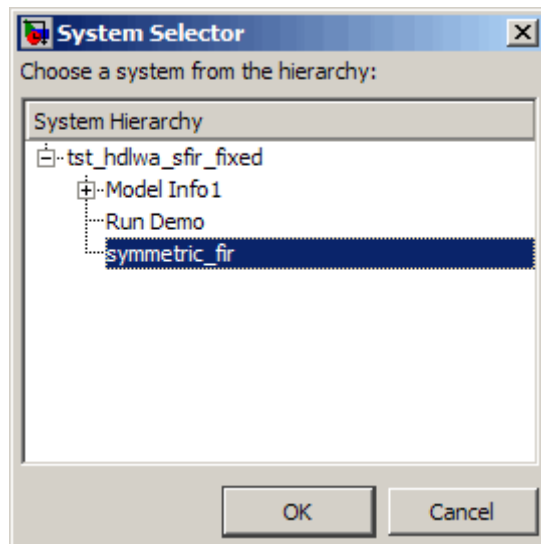 System Selector
Choose a system from the hierarchy:
System Hierarchy
tst_hdlwa_sfir_fixed
Model Info1
Run Demo
symmetric_fir
OK Cancel